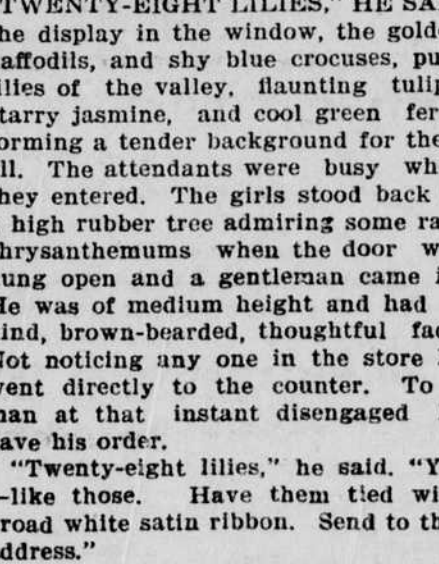 "TWENTY-EIGHT LILIES," HE SA
he display in the window, the gold
affodils, and shy blue crocuses, pu
ilies of the valley, flaunting tulip
tarry jasmine, and cool green fer
orming a tender background for the
ll. The attendants were busy wh
hey entered. The girls stood back
high rubber tree admiring some ra
hrysanthemums when the door w
ung open and a gentleman came i
He was of medium height and had
ind, brown-bearded, thoughtful fac
Not noticing any one in the store
vent directly to the counter. To
nan at that instant disengaged
ave his order.
"Twenty-eight lilies," he said. "Y
-like those. Have them tied wi
road white satin ribbon. Send to th
ddress."